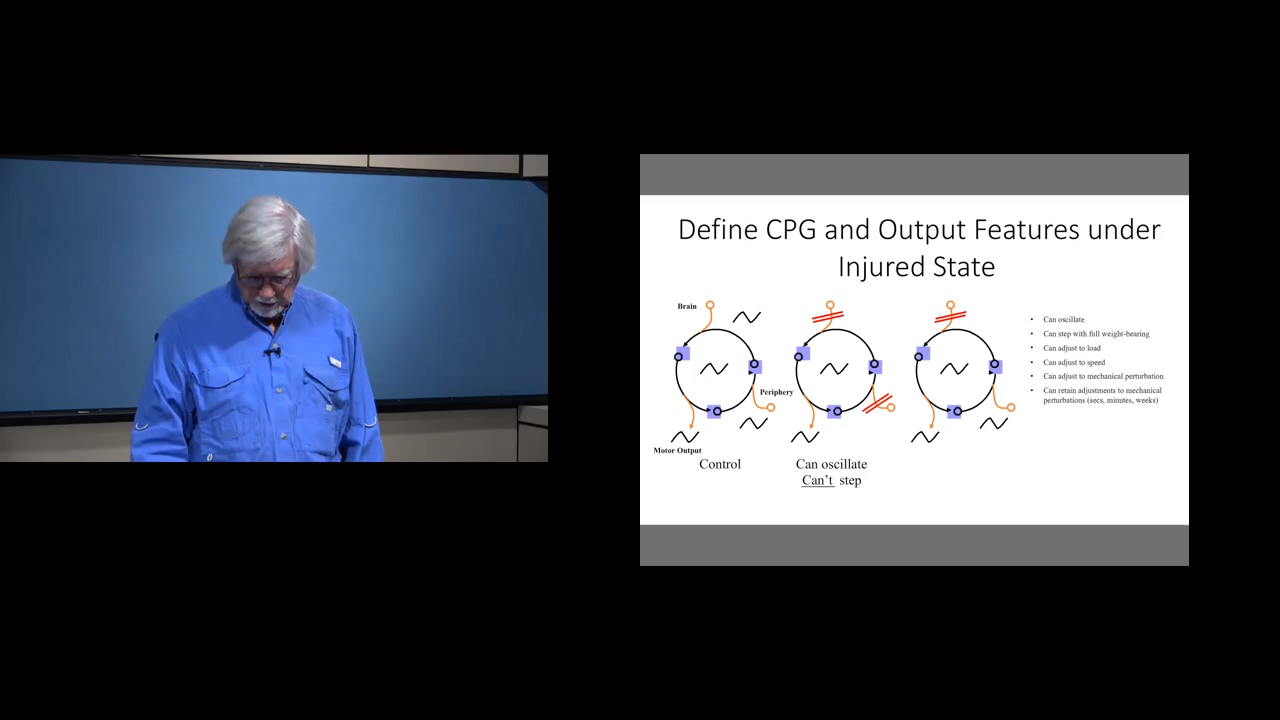 Define CPG and Output Features under
Injured State
Brain
Periphery
Motor Output
Control
Can oscillate
Can't step
• Can oscillate
• Can step with full weight-bearing
• Can adjust to load
• Can adjust to speed
• Can adjust to mechanical perturbation
• Can retain adjustments to mechanical
perturbations (secs, minutes, weeks)